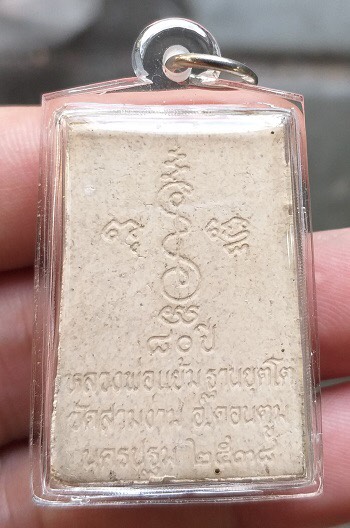 ๘๐ ปี
หลวงพ่อแย้ม ฐานยุตโต
วัดสามงาม อ.ดอนตูม
นครปฐม ๒๕๓๘